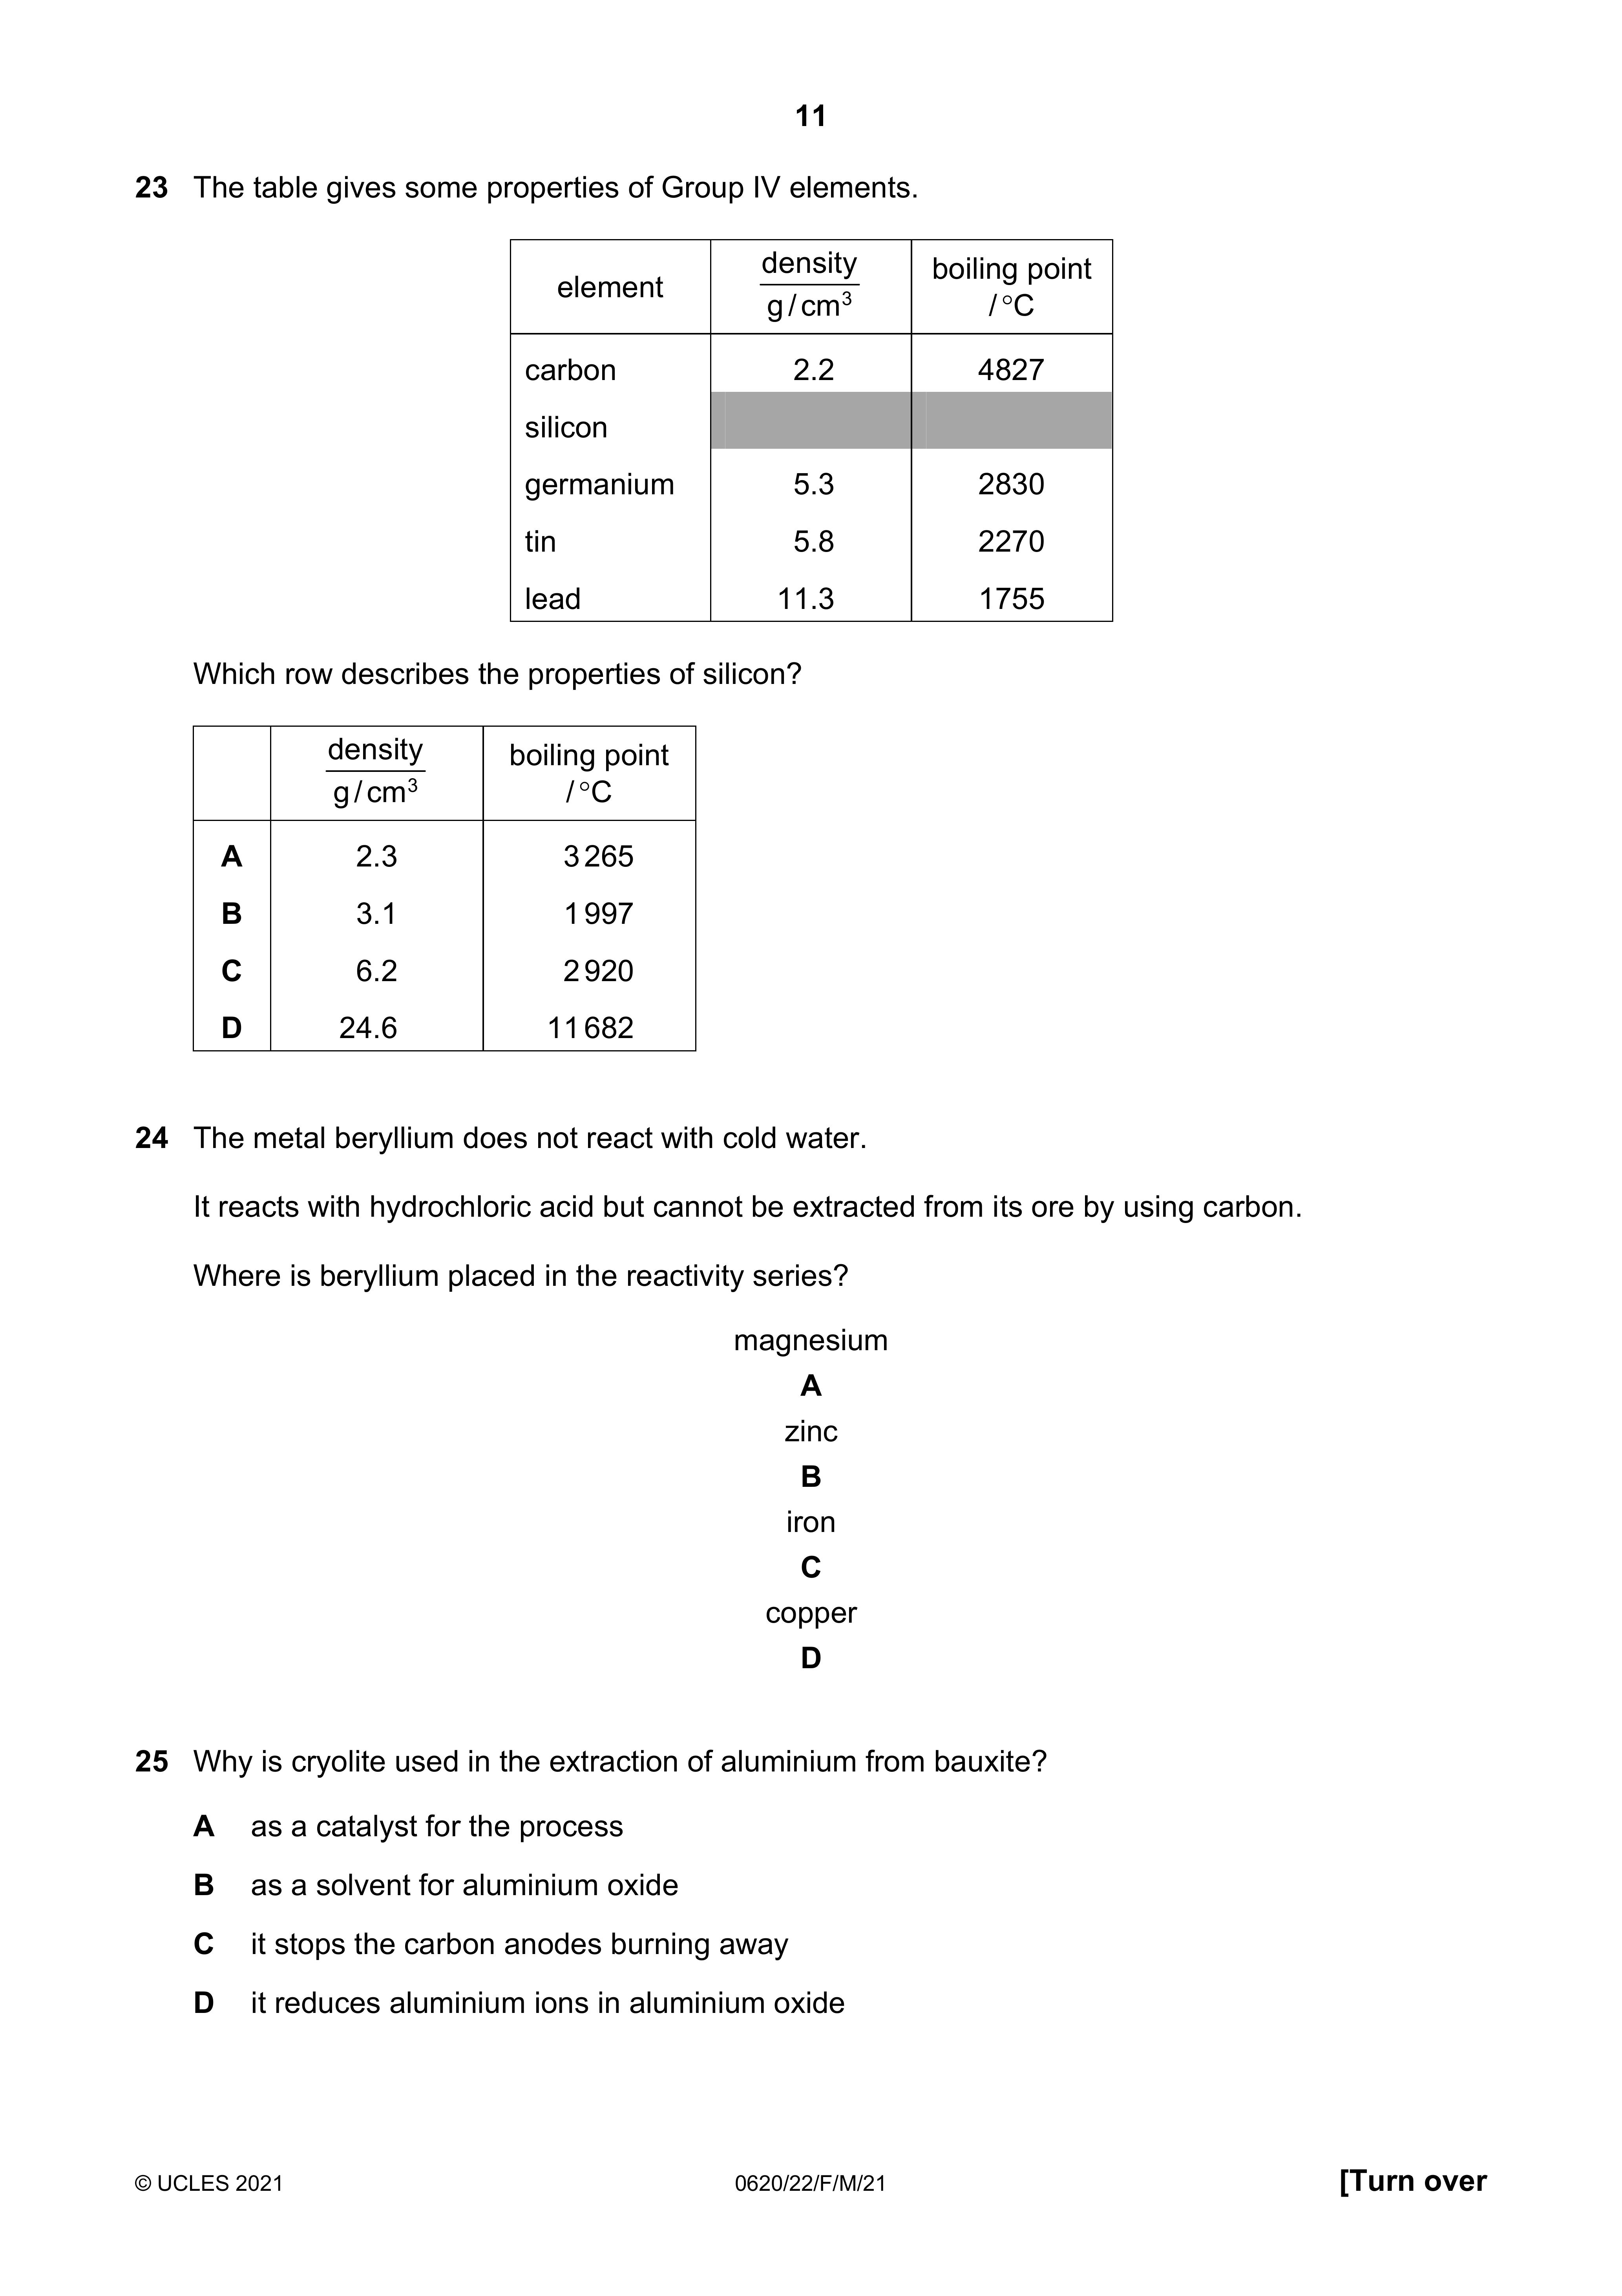 11
23 The table gives some properties of Group IV elements.
element density g/cm³ boiling point /°C
carbon 2.2 4827
silicon
germanium 5.3 2830
tin 5.8 2270
lead 11.3 1755
Which row describes the properties of silicon?
density g/cm³ boiling point /°C
A 2.3 3265
B 3.1 1997
C 6.2 2920
D 24.6 11682
24 The metal beryllium does not react with cold water.
It reacts with hydrochloric acid but cannot be extracted from its ore by using carbon.
Where is beryllium placed in the reactivity series?
magnesium
A
zinc
B
iron
C
copper
D
25 Why is cryolite used in the extraction of aluminium from bauxite?
A as a catalyst for the process
B as a solvent for aluminium oxide
C it stops the carbon anodes burning away
D it reduces aluminium ions in aluminium oxide
© UCLES 2021 0620/22/F/M/21 [Turn over